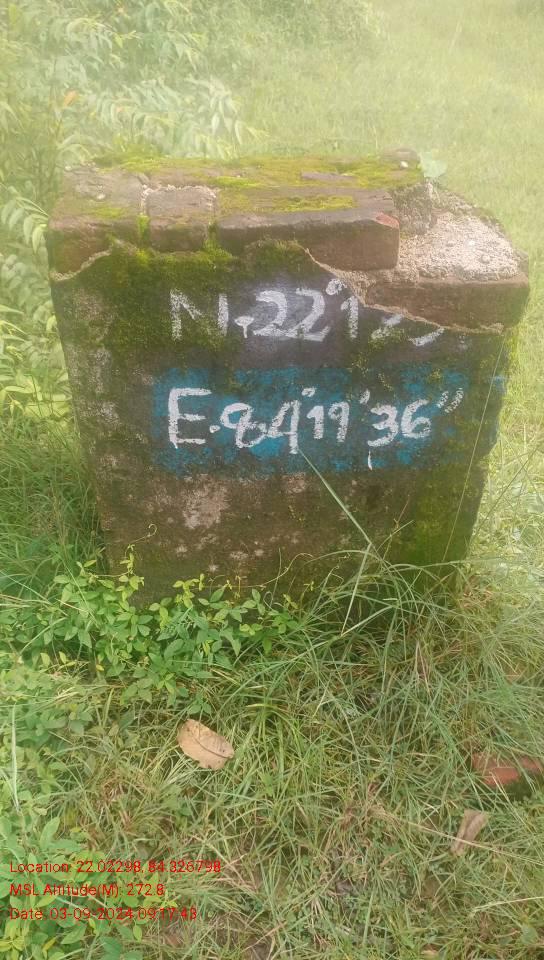 N.22°1'
E.84°19'36"
Location: 22.02298, 84.326798
MSL Altitude(M): 272.8
Date: 03-09-2024 09:17:43